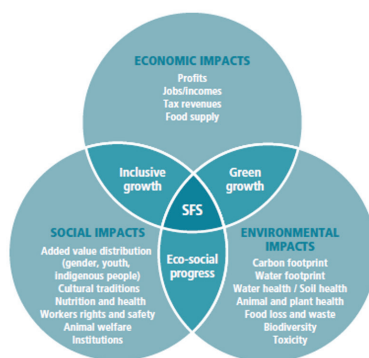 ECONOMIC IMPACTS
Profits
Jobs/incomes
Tax revenues
Food supply
Inclusive
growth
Green
growth
SFS
Eco-social
progress
SOCIAL IMPACTS
Added value distribution
(gender, youth,
indigenous people)
Cultural traditions
Nutrition and health
Workers rights and safety
Animal welfare
Institutions
ENVIRONMENTAL
IMPACTS
Carbon footprint
Water footprint
Water health / Soil health
Animal and plant health
Food loss and waste
Biodiversity
Toxicity